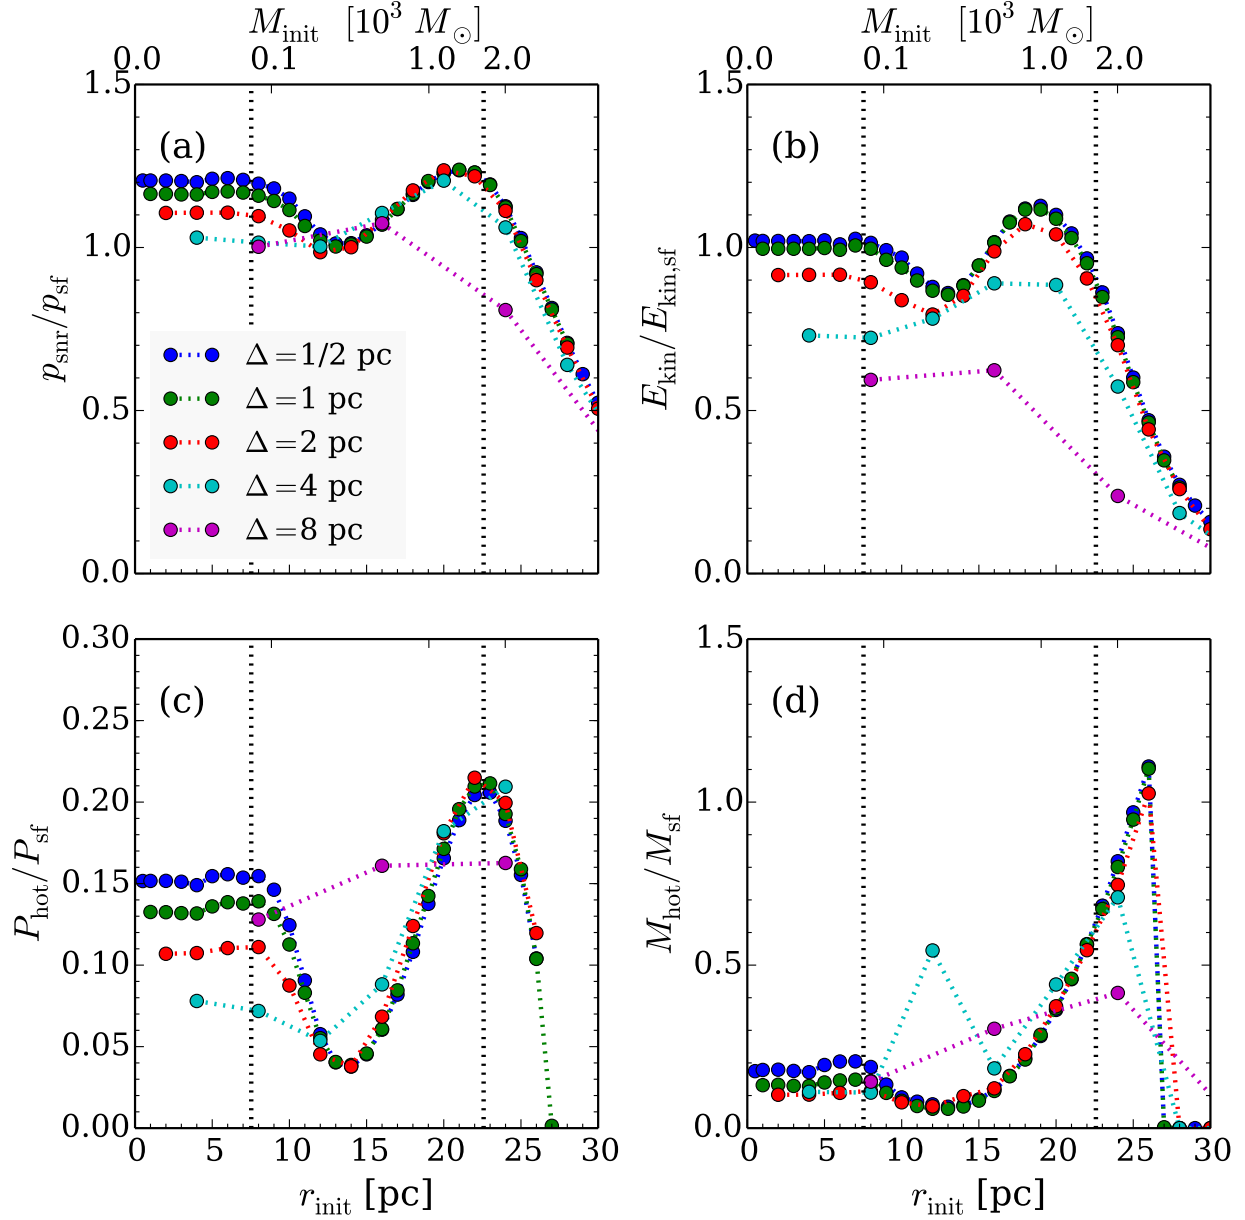 M_init [10^3 M_⊙] M_init [10^3 M_⊙]
0.0 0.1 1.0 2.0 0.0 0.1 1.0 2.0
1.5 1.5
(a) (b)
1.0 1.0
p_snr/p_sf E_kin/E_kin,sf
Δ=1/2 pc
Δ=1 pc
0.5 0.5
Δ=2 pc
Δ=4 pc
Δ=8 pc
0.0 0.0
0.30 1.5
(c) (d)
0.25
0.20 1.0
P_hot/P_sf M_hot/M_sf
0.15
0.10 0.5
0.05
0.00 0.0
0 5 10 15 20 25 30 0 5 10 15 20 25 30
r_init [pc] r_init [pc]